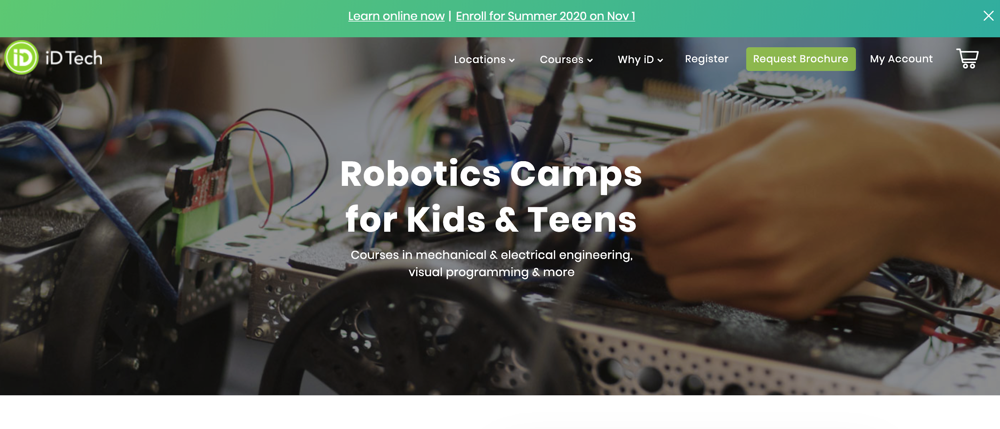 Learn online now | Enroll for Summer 2020 on Nov 1
iD iD Tech
Locations Courses Why iD Register Request Brochure My Account
Robotics Camps
for Kids & Teens
Courses in mechanical & electrical engineering,
visual programming & more